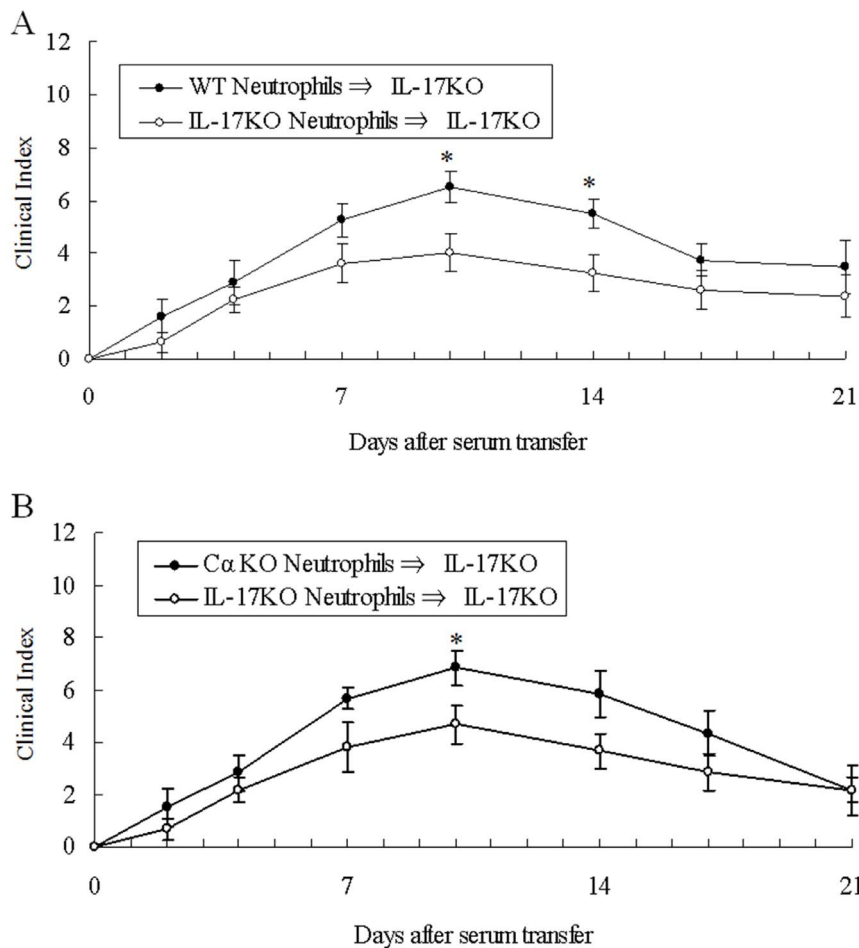 A
12
10
8
6
4
2
0
Clinical Index
WT Neutrophils ⇒ IL-17KO
IL-17KO Neutrophils ⇒ IL-17KO
*
*
0 7 14 21
Days after serum transfer
B
12
10
8
6
4
2
0
Clinical Index
Cα KO Neutrophils ⇒ IL-17KO
IL-17KO Neutrophils ⇒ IL-17KO
*
0 7 14 21
Days after serum transfer